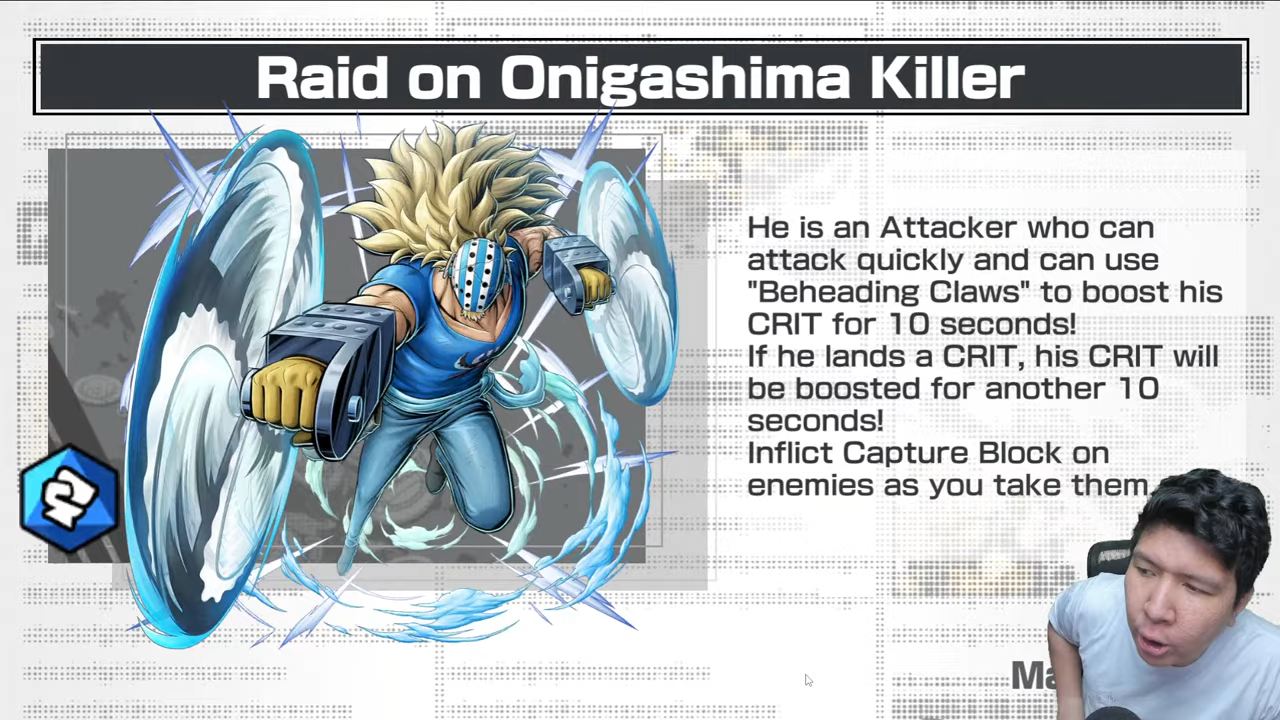 Raid on Onigashima Killer
He is an Attacker who can
attack quickly and can use
"Beheading Claws" to boost his
CRIT for 10 seconds!
If he lands a CRIT, his CRIT will
be boosted for another 10
seconds!
Inflict Capture Block on
enemies as you take them